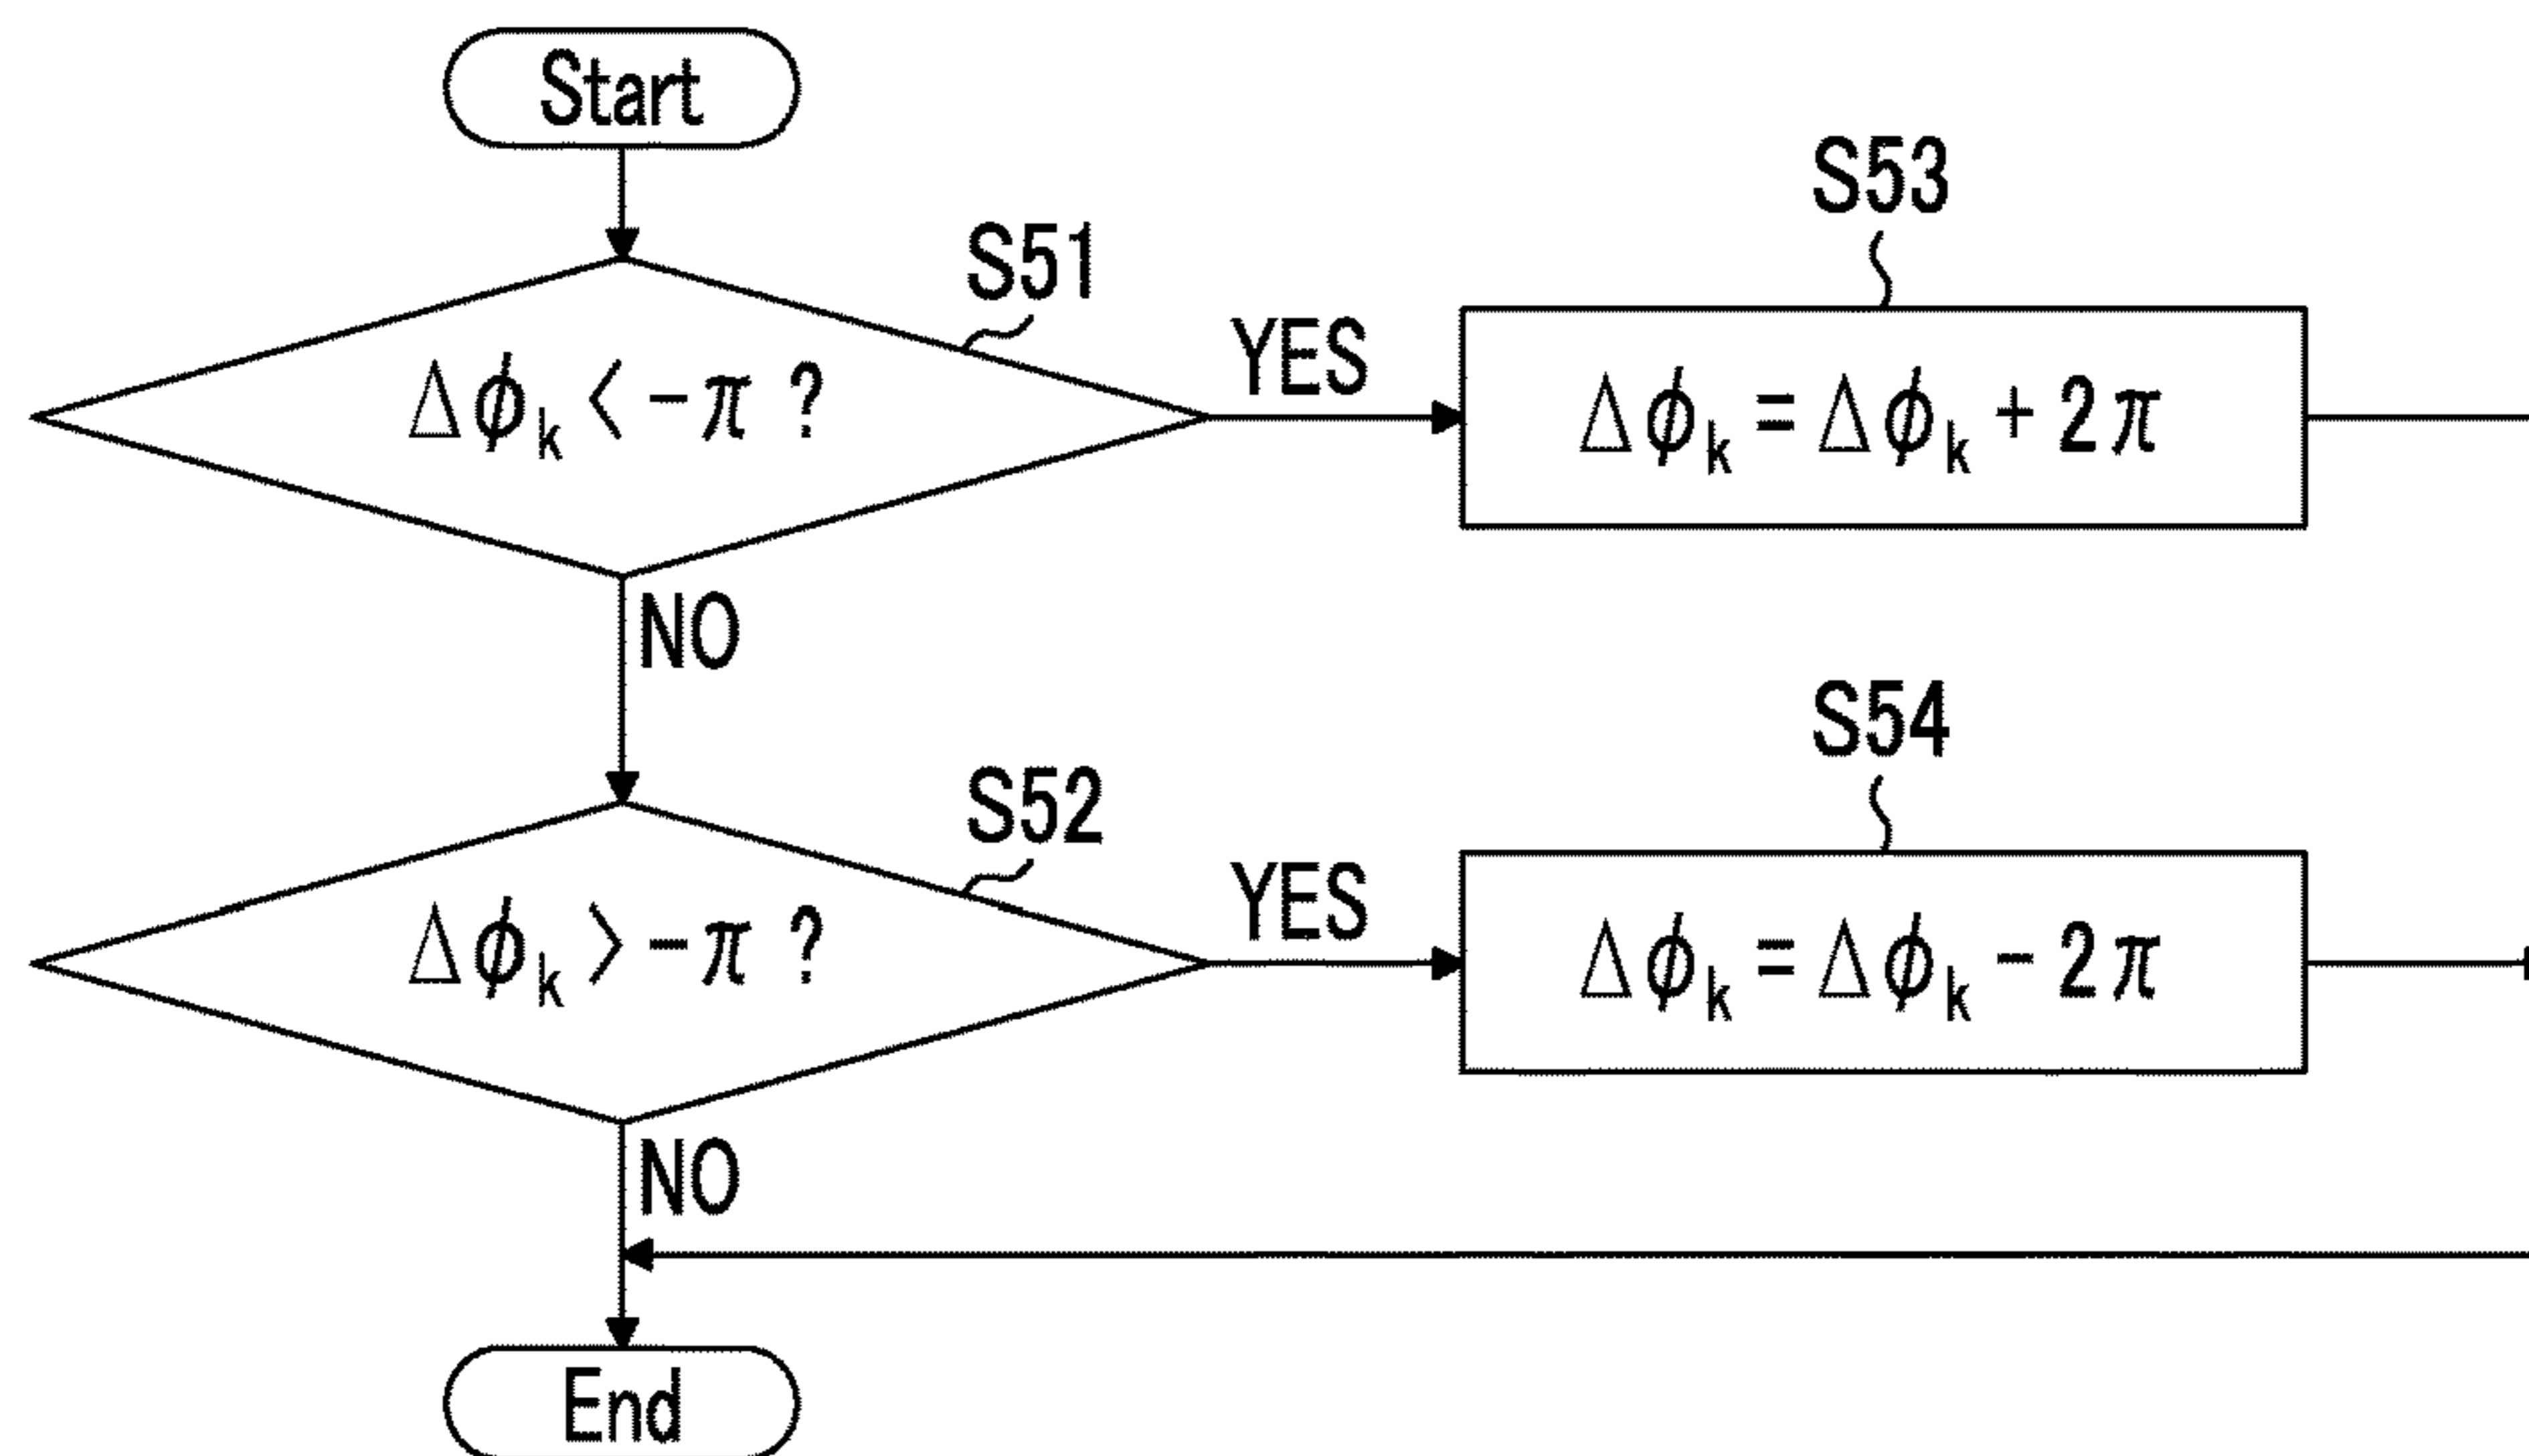 Start
S51
Δφk < -π ?
YES
S53
Δφk = Δφk + 2π
NO
S52
Δφk > -π ?
YES
S54
Δφk = Δφk - 2π
NO
End